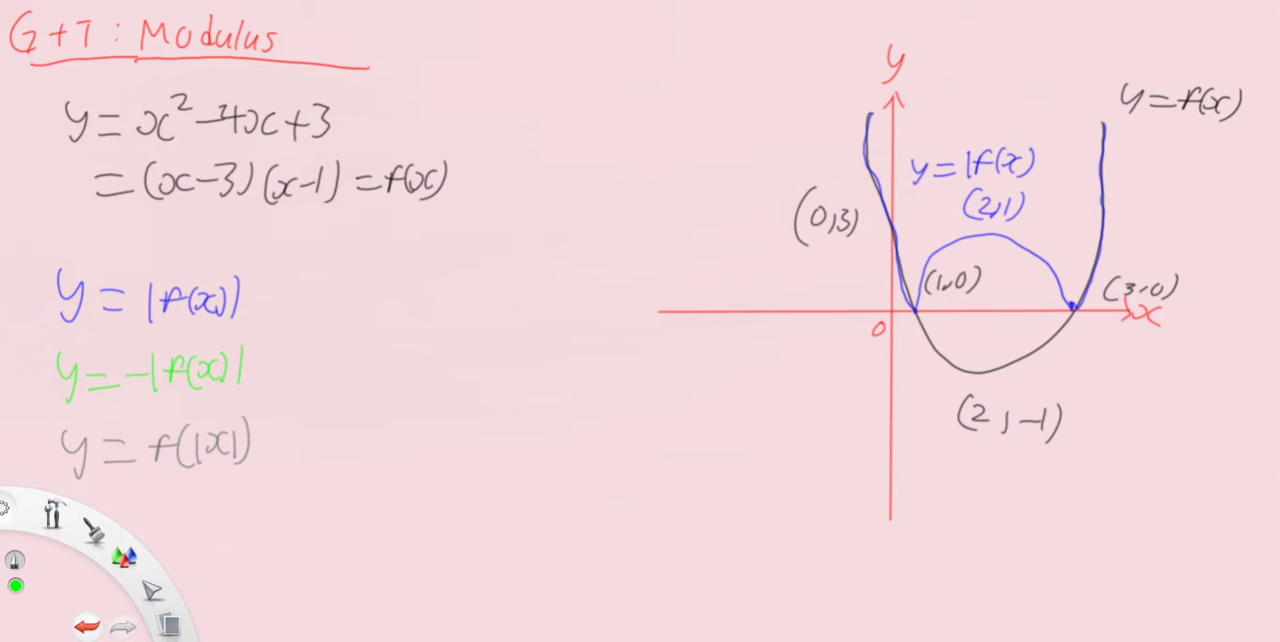 G+T: Modulus
y = x² - 4x + 3
= (x-3)(x-1) = f(x)
y = |f(x)|
y = -|f(x)|
y = f(|x|)
y
y = f(x)
y = |f(x)
(2,1)
(0,3)
(1,0)
(3,0)
0
x
(2,-1)